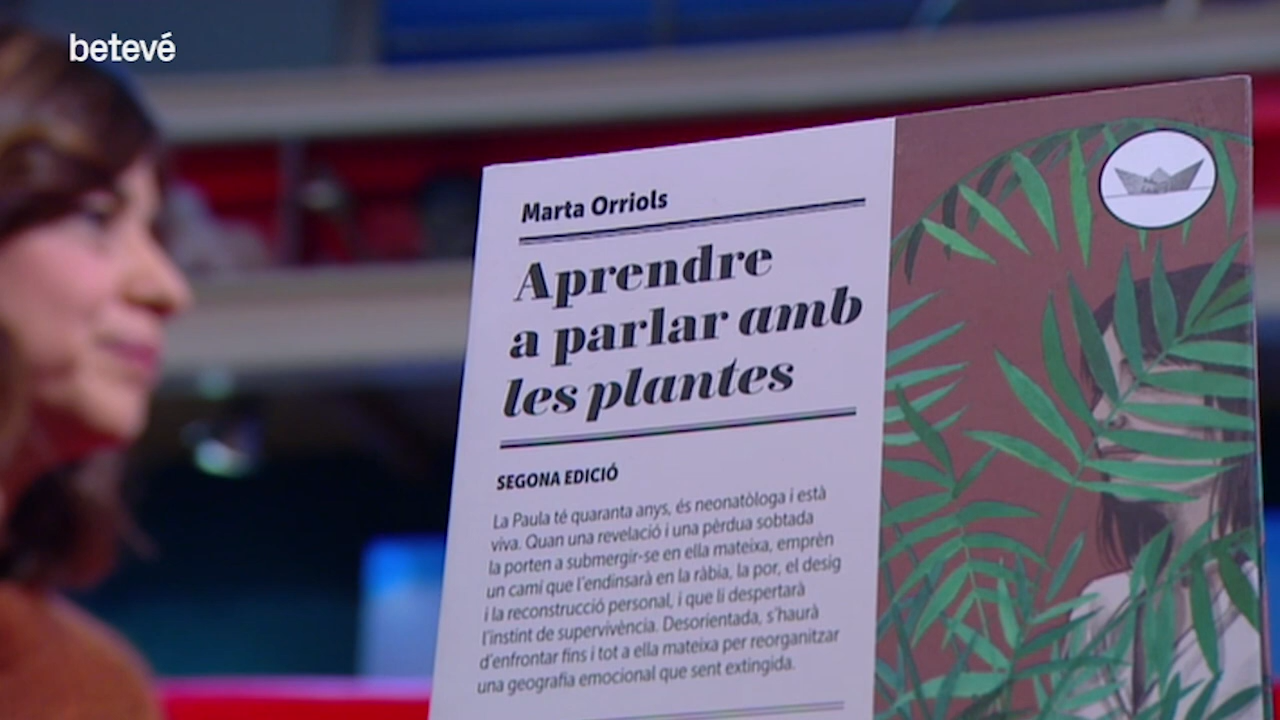 betevé
Marta Orriols
Aprendre
a parlar amb
les plantes
SEGONA EDICIÓ
La Paula té quaranta anys, és neonatòloga i està
viva. Quan una revelació i una pèrdua sobtada
la porten a submergir-se en ella mateixa, emprèn
un camí que l'endinsarà en la ràbia, la por, el desig
i la reconstrucció personal, i que li despertarà
l'instint de supervivència. Desorientada, s'haurà
d'enfrontar fins i tot a ella mateixa per reorganitzar
una geografia emocional que sent extingida.